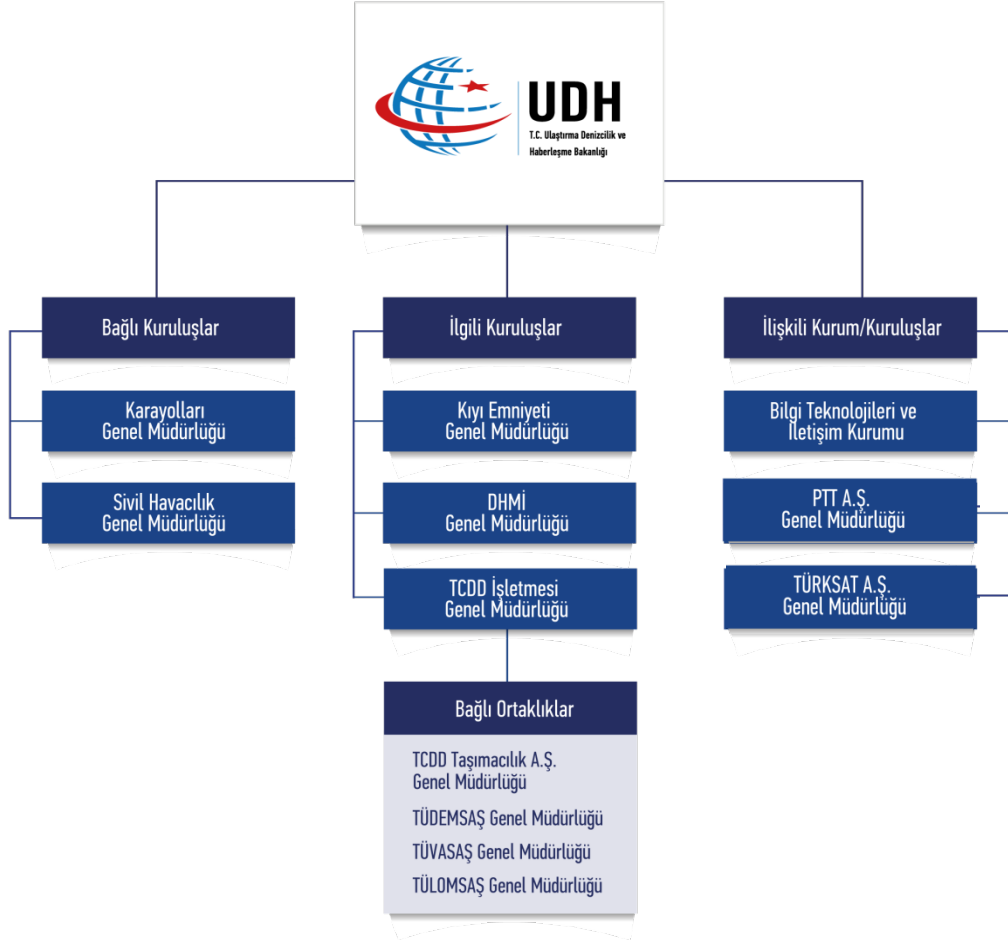 UDH
T.C. Ulaştırma Denizcilik ve
Haberleşme Bakanlığı
Bağlı Kuruluşlar
Karayolları
Genel Müdürlüğü
Sivil Havacılık
Genel Müdürlüğü
İlgili Kuruluşlar
Kıyı Emniyeti
Genel Müdürlüğü
DHMİ
Genel Müdürlüğü
TCDD İşletmesi
Genel Müdürlüğü
Bağlı Ortaklıklar
TCDD Taşımacılık A.Ş.
Genel Müdürlüğü
TÜDEMSAŞ Genel Müdürlüğü
TÜVASAŞ Genel Müdürlüğü
TÜLOMSAŞ Genel Müdürlüğü
İlişkili Kurum/Kuruluşlar
Bilgi Teknolojileri ve
İletişim Kurumu
PTT A.Ş.
Genel Müdürlüğü
TÜRKSAT A.Ş.
Genel Müdürlüğü